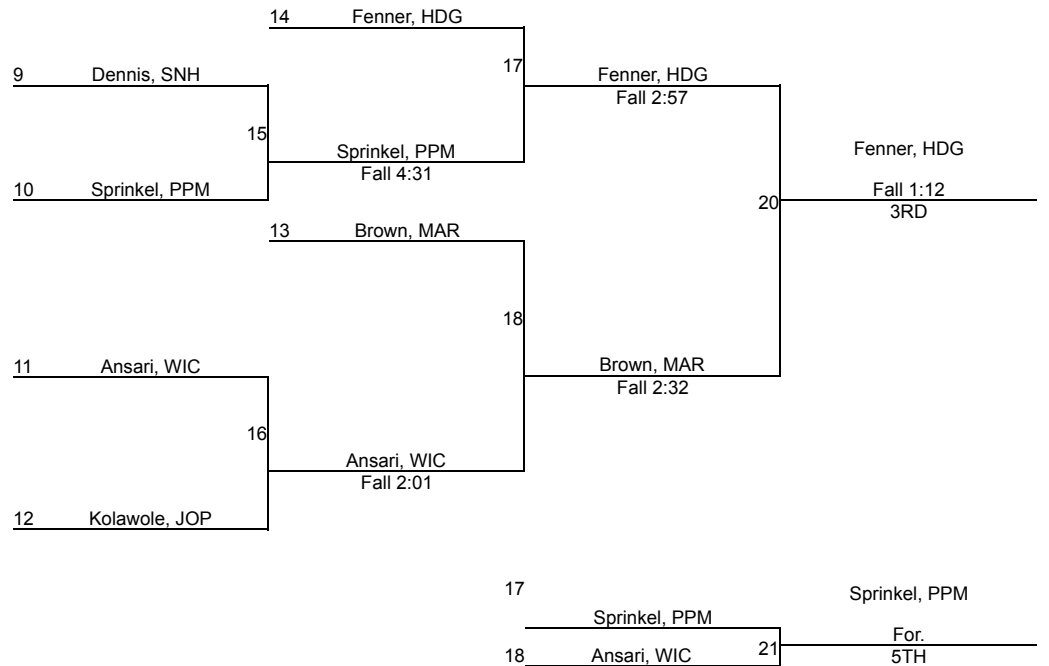 14 Fenner, HDG
17
Fenner, HDG
Fall 2:57
9 Dennis, SNH
15
Sprinkel, PPM
Fall 4:31
10 Sprinkel, PPM
Fenner, HDG
Fall 1:12
3RD
20
13 Brown, MAR
18
Brown, MAR
Fall 2:32
11 Ansari, WIC
16
Ansari, WIC
Fall 2:01
12 Kolawole, JOP
17
Sprinkel, PPM
18 Ansari, WIC
21
Sprinkel, PPM
For.
5TH